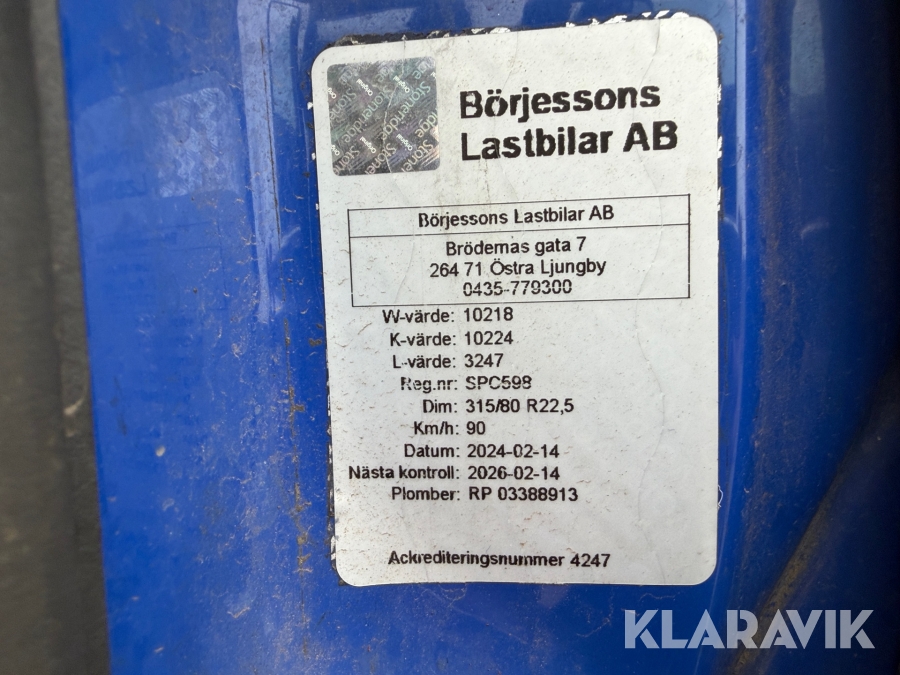 Stoneridge
Börjessons
Lastbilar AB
Börjessons Lastbilar AB
Brödernas gata 7
264 71 Östra Ljungby
0435-779300
W-värde: 10218
K-värde: 10224
L-värde: 3247
Reg.nr: SPC598
Dim: 315/80 R22,5
Km/h: 90
Datum: 2024-02-14
Nästa kontroll: 2026-02-14
Plomber: RP 03388913
Ackrediteringsnummer 4247
KLARAVIK